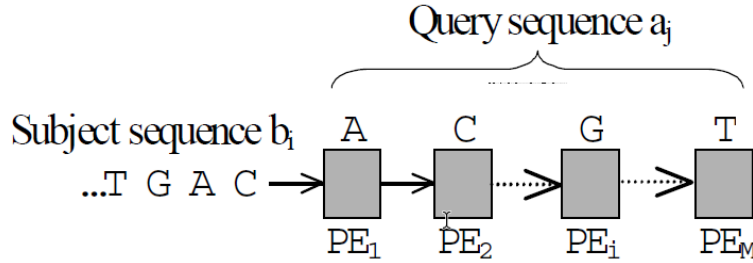 Query sequence aj
Subject sequence bi
A C G T
...T G A C
PE1 PE2 PEi PEM